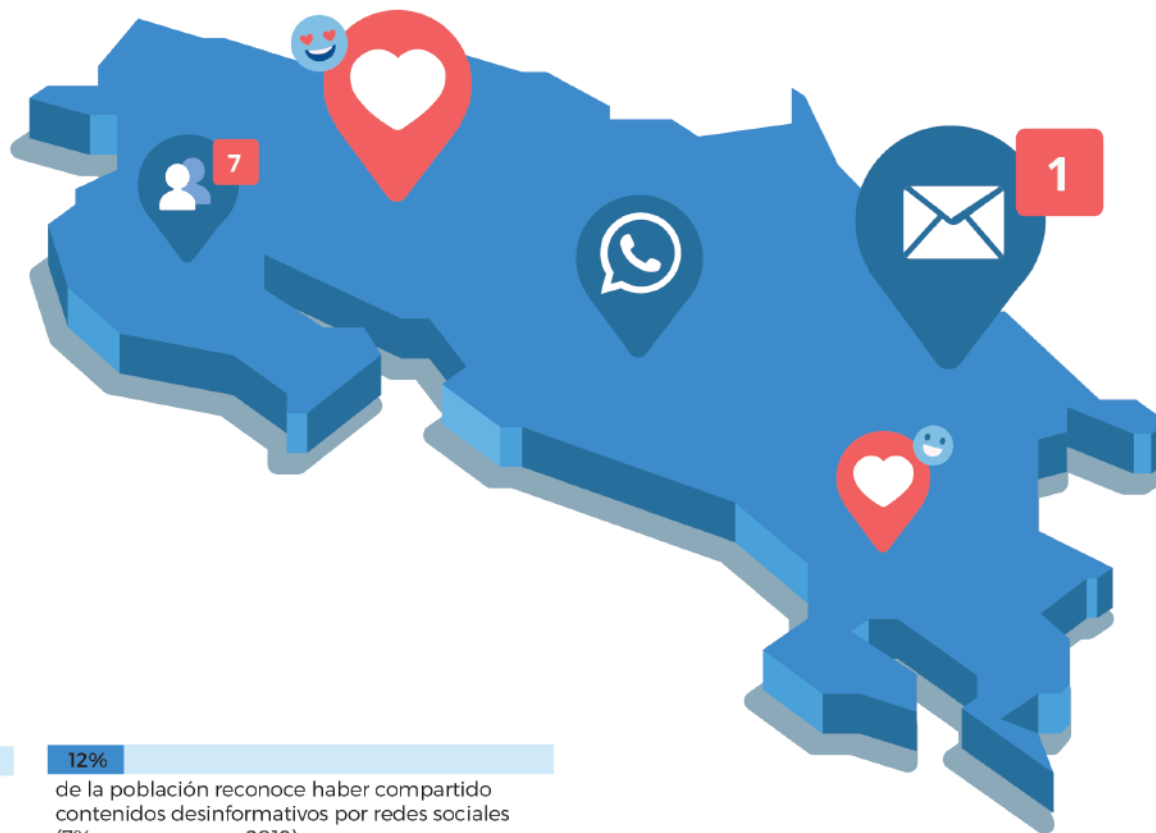 7
1
12%
de la población reconoce haber compartido
contenidos desinformativos por redes sociales